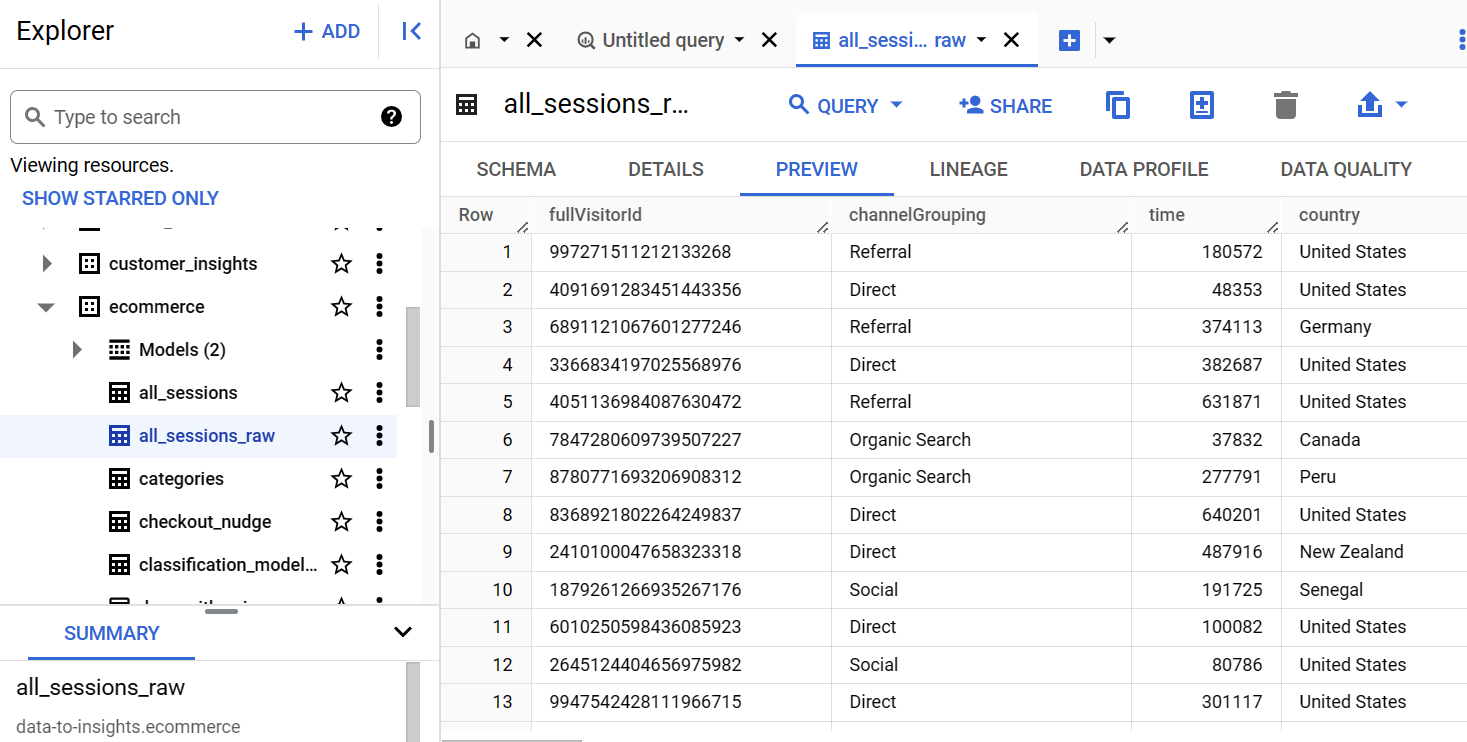 Explorer
+ ADD
Type to search
Viewing resources.
SHOW STARRED ONLY
customer_insights
ecommerce
Models (2)
all_sessions
all_sessions_raw
categories
checkout_nudge
classification_model...
SUMMARY
all_sessions_raw
data-to-insights.ecommerce
Untitled query
all_sessi... raw
all_sessions_r...
QUERY
SHARE
SCHEMA DETAILS PREVIEW LINEAGE DATA PROFILE DATA QUALITY
Row fullVisitorId channelGrouping time country
1 997271511212133268 Referral 180572 United States
2 4091691283451443356 Direct 48353 United States
3 6891121067601277246 Referral 374113 Germany
4 3366834197025568976 Direct 382687 United States
5 4051136984087630472 Referral 631871 United States
6 7847280609739507227 Organic Search 37832 Canada
7 8780771693206908312 Organic Search 277791 Peru
8 8368921802264249837 Direct 640201 United States
9 2410100047658323318 Direct 487916 New Zealand
10 1879261266935267176 Social 191725 Senegal
11 6010250598436085923 Direct 100082 United States
12 2645124404656975982 Social 80786 United States
13 9947542428111966715 Direct 301117 United States